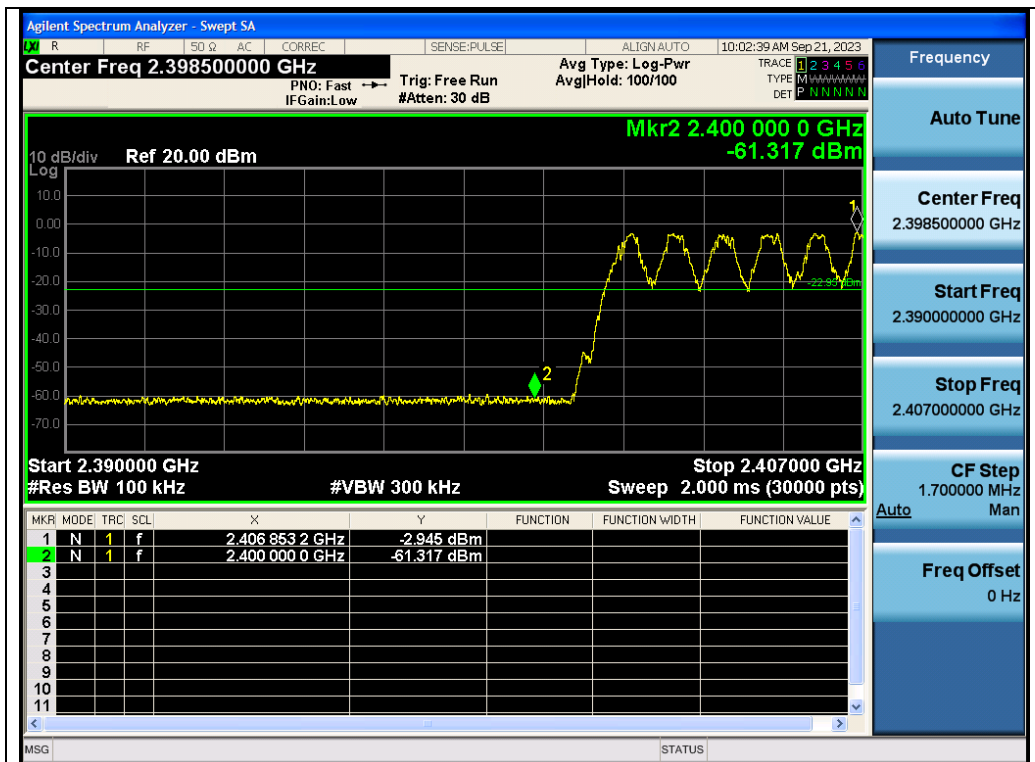 Agilent Spectrum Analyzer - Swept SA
LXI R RF 50 Ω AC CORREC SENSE:PULSE ALIGN AUTO 10:02:39 AM Sep 21, 2023
Center Freq 2.398500000 GHz
PNO: Fast
IFGain:Low
Trig: Free Run
#Atten: 30 dB
Avg Type: Log-Pwr
Avg|Hold: 100/100
TRACE 1 2 3 4 5 6
TYPE M
DET P N N N N N
Mkr2 2.400 000 0 GHz
-61.317 dBm
10 dB/div Ref 20.00 dBm
Log
10.0
0.00
-10.0
-20.0
-30.0
-40.0
-50.0
-60.0
-70.0
1
-22.95 dBm
2
Start 2.390000 GHz Stop 2.407000 GHz
#Res BW 100 kHz #VBW 300 kHz Sweep 2.000 ms (30000 pts)
MKR MODE TRC SCL X Y FUNCTION FUNCTION WIDTH FUNCTION VALUE
1 N 1 f 2.406 853 2 GHz -2.945 dBm
2 N 1 f 2.400 000 0 GHz -61.317 dBm
3
4
5
6
7
8
9
10
11
MSG STATUS
Frequency
Auto Tune
Center Freq
2.398500000 GHz
Start Freq
2.390000000 GHz
Stop Freq
2.407000000 GHz
CF Step
1.700000 MHz
Auto Man
Freq Offset
0 Hz